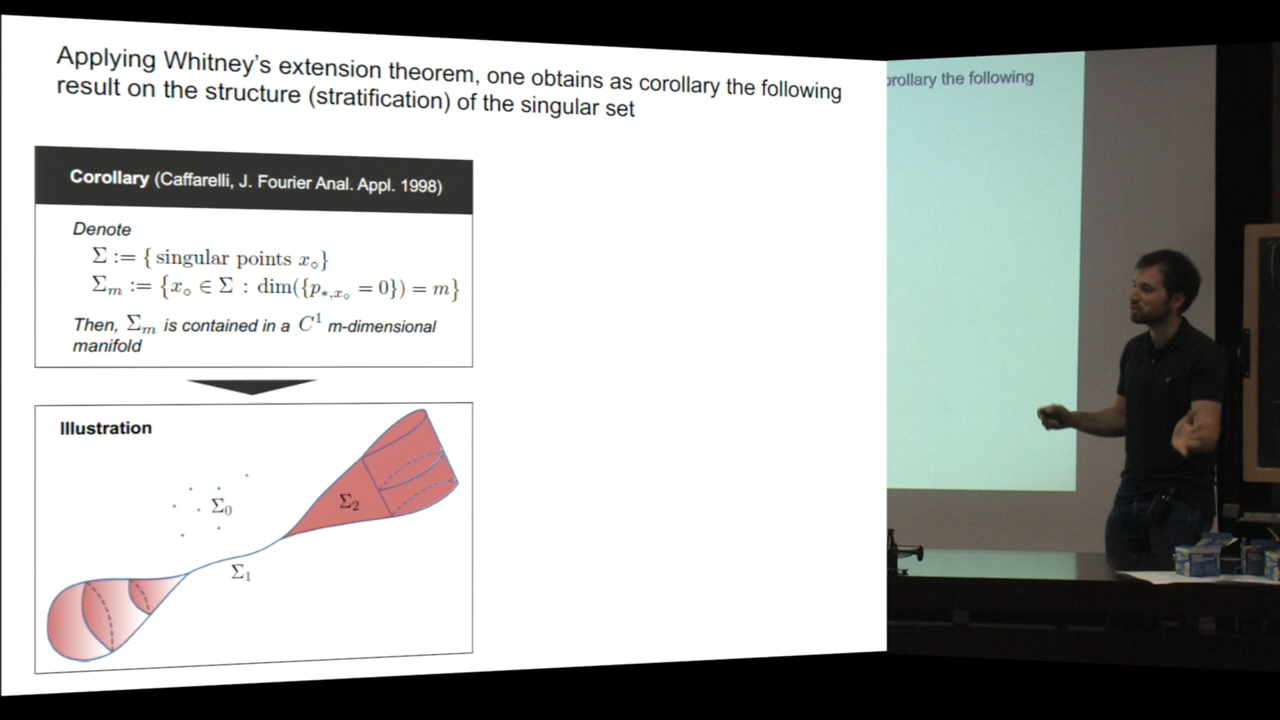 Applying Whitney's extension theorem, one obtains as corollary the following
result on the structure (stratification) of the singular set
Corollary (Caffarelli, J. Fourier Anal. Appl. 1998)
Denote
Σ := { singular points x∘}
Σₘ := {x∘ ∈ Σ : dim({p∗,x∘ = 0}) = m}
Then, Σₘ is contained in a C¹ m-dimensional
manifold
Illustration
Σ₀
Σ₂
Σ₁
corollary the following